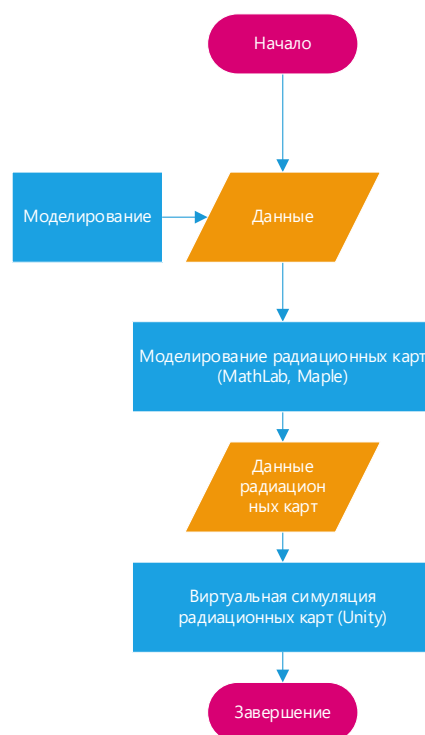 Начало
Моделирование
Данные
Моделирование радиационных карт
(MathLab, Maple)
Данные
радиацион
ных карт
Виртуальная симуляция
радиационных карт (Unity)
Завершение